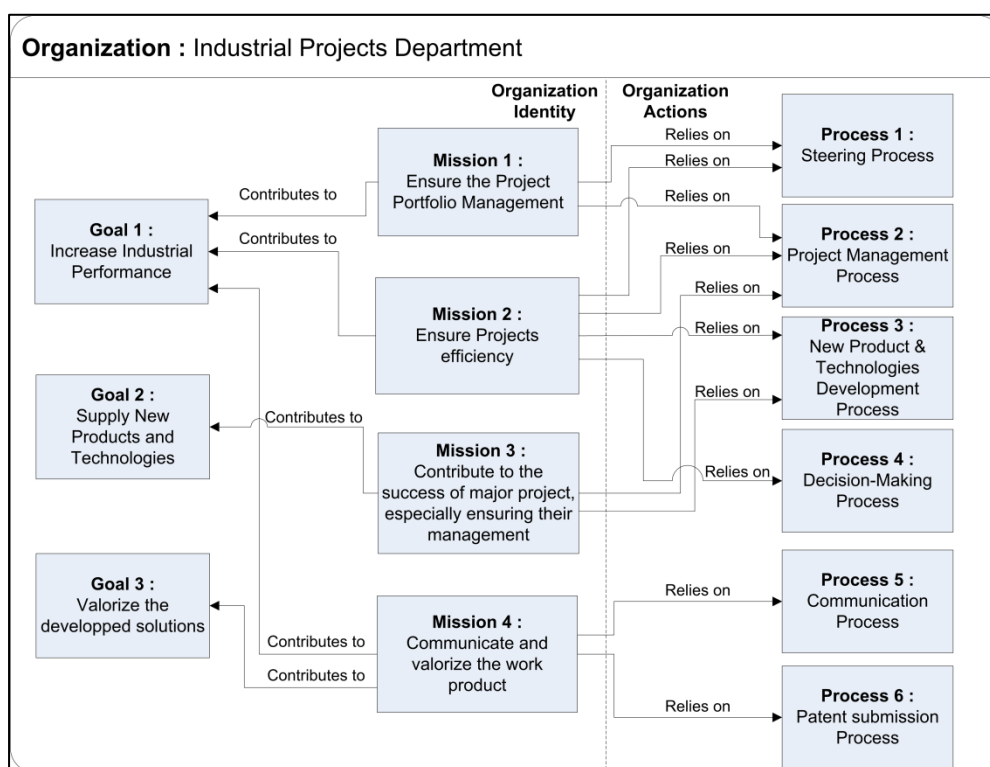 Organization : Industrial Projects Department
Organization
Identity
Organization
Actions
Goal 1 :
Increase Industrial
Performance
Goal 2 :
Supply New
Products and
Technologies
Goal 3 :
Valorize the
developped solutions
Contributes to
Contributes to
Contributes to
Contributes to
Contributes to
Mission 1 :
Ensure the Project
Portfolio Management
Mission 2 :
Ensure Projects
efficiency
Mission 3 :
Contribute to the
success of major project,
especially ensuring their
management
Mission 4 :
Communicate and
valorize the work
product
Relies on
Relies on
Relies on
Relies on
Relies on
Relies on
Relies on
Relies on
Relies on
Relies on
Process 1 :
Steering Process
Process 2 :
Project Management
Process
Process 3 :
New Product &
Technologies
Development
Process
Process 4 :
Decision-Making
Process
Process 5 :
Communication
Process
Process 6 :
Patent submission
Process